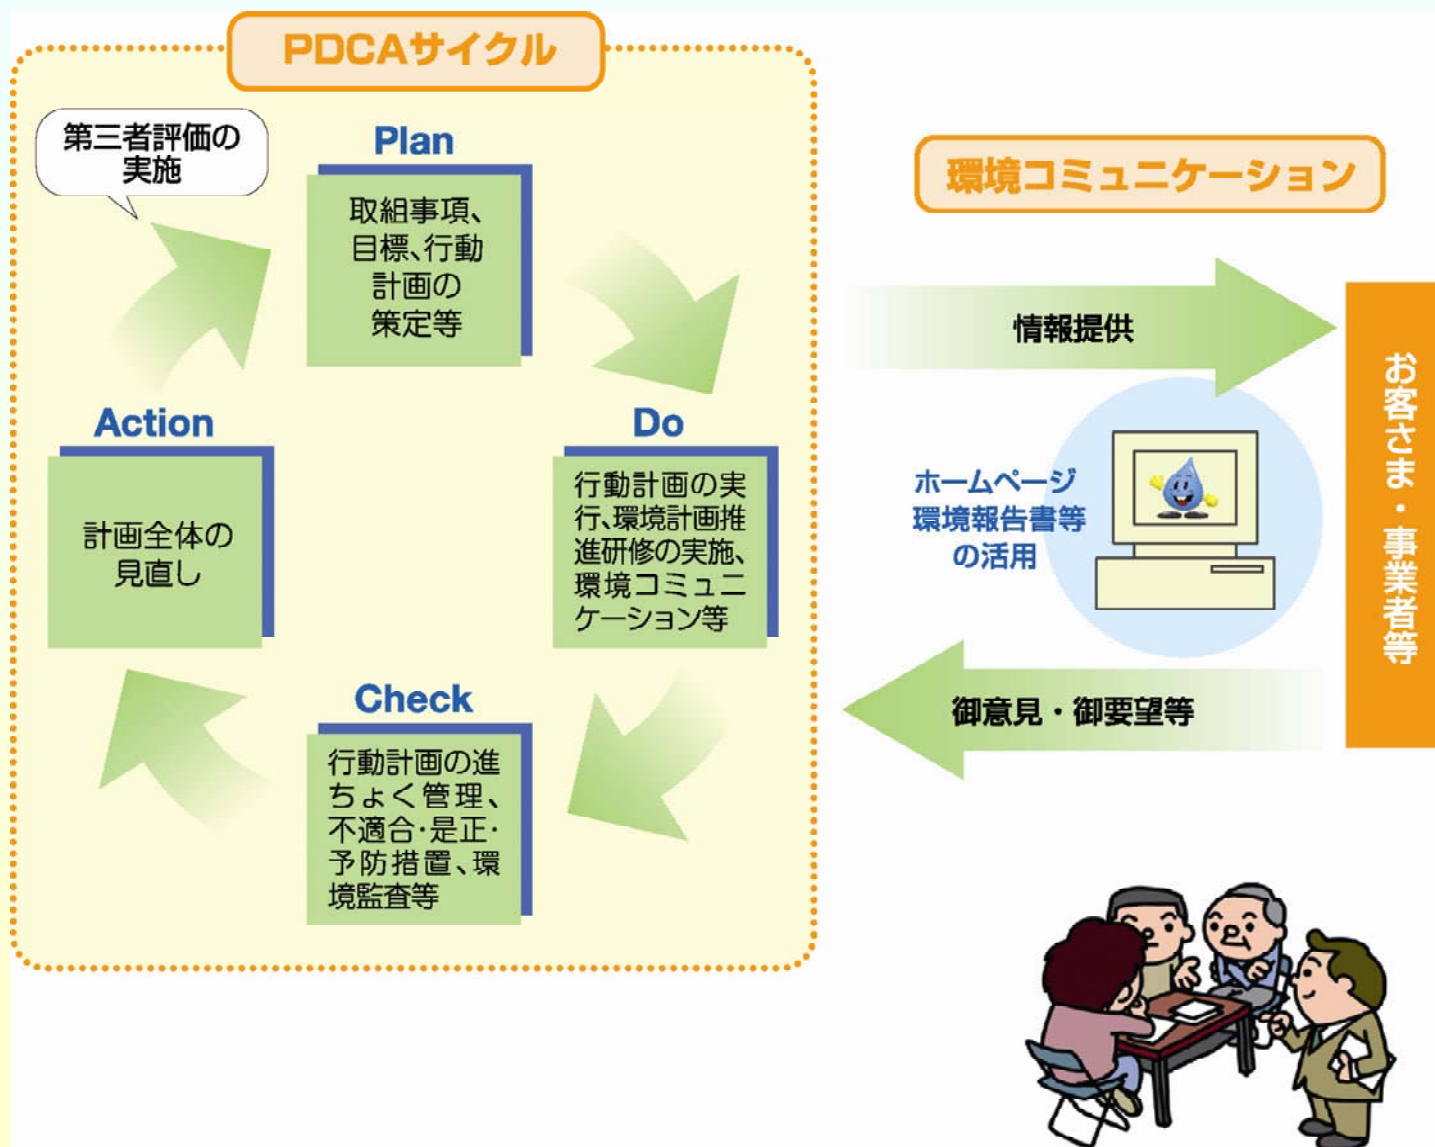 PDCAサイクル
第三者評価の
実施
Plan
取組事項、
目標、行動
計画の
策定等
Do
行動計画の実
行、環境計画推
進研修の実施、
環境コミュニ
ケーション等
Check
行動計画の進
ちょく管理、
不適合・是正・
予防措置、環
境監査等
Action
計画全体の
見直し
環境コミュニケーション
情報提供
ホームページ
環境報告書等
の活用
御意見・御要望等
お客さま・事業者等